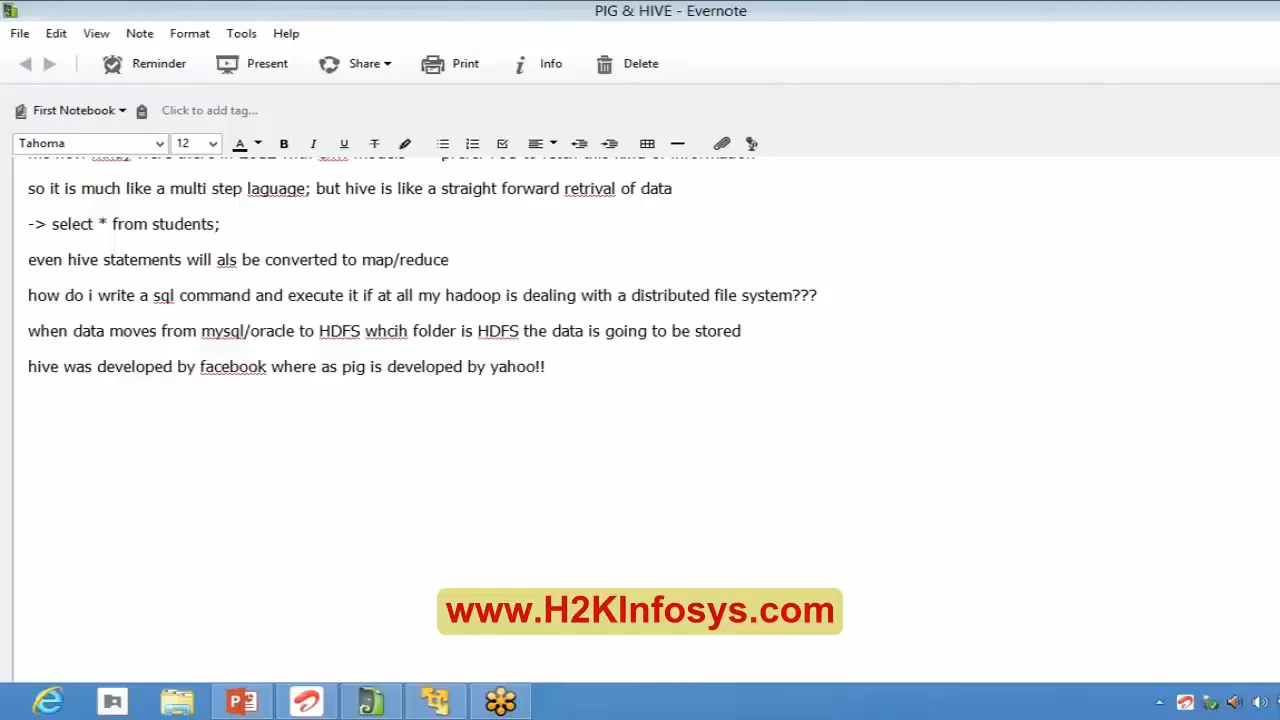 PIG & HIVE - Evernote
File Edit View Note Format Tools Help
Reminder Present Share Print Info Delete
First Notebook Click to add tag...
Tahoma 12 A B I U T
so it is much like a multi step laguage; but hive is like a straight forward retrival of data
-> select * from students;
even hive statements will als be converted to map/reduce
how do i write a sql command and execute it if at all my hadoop is dealing with a distributed file system???
when data moves from mysql/oracle to HDFS whcih folder is HDFS the data is going to be stored
hive was developed by facebook where as pig is developed by yahoo!!
www.H2KInfosys.com